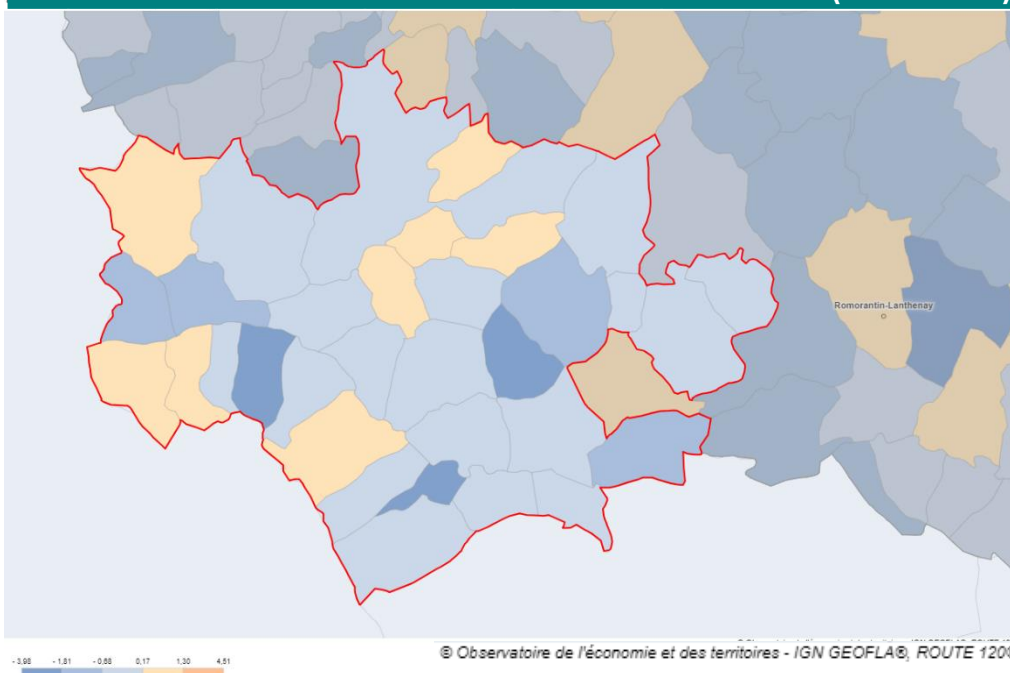 Romorantin-Lanthenay
© Observatoire de l'économie et des territoires - IGN GEOFLA®, ROUTE 120®
- 3,98 - 1,81 - 0,68 0,17 1,30 4,51